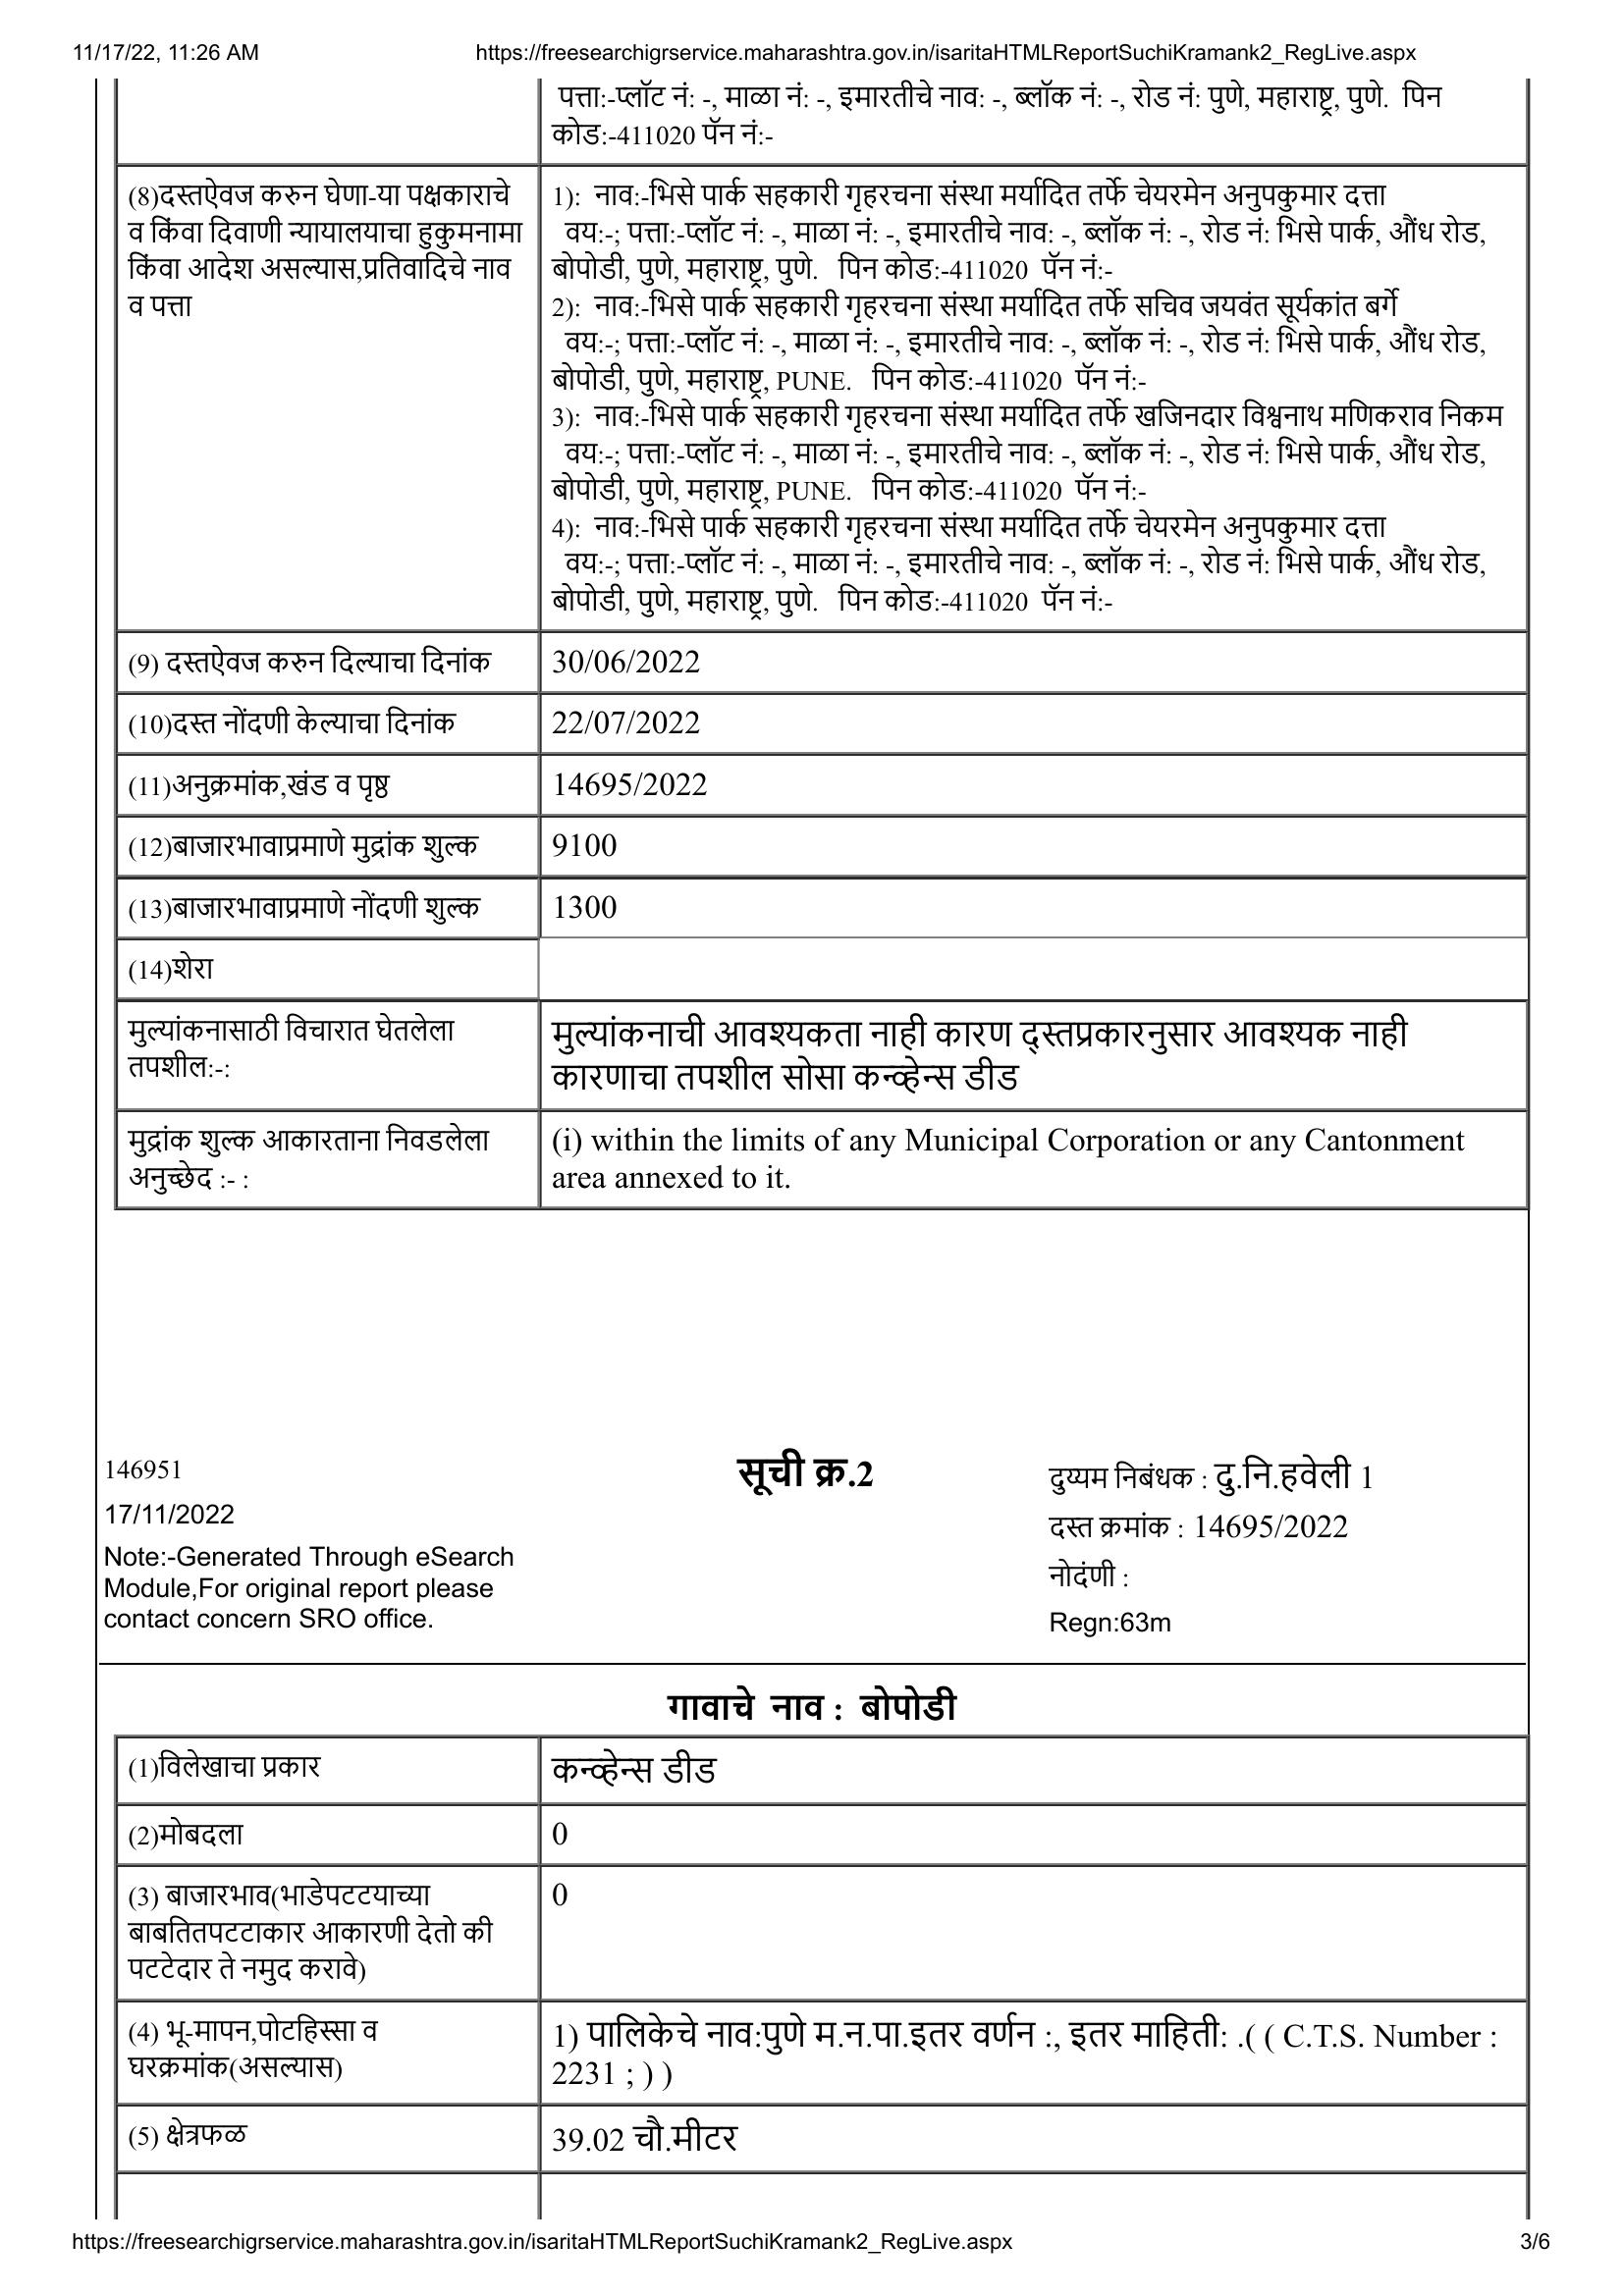 11/17/22, 11:26 AM
https://freesearchigrservice.maharashtra.gov.in/isaritaHTMLReportSuchiKramank2_RegLive.aspx
पत्ता:-प्लॉट नं: -, माळा नं: -, इमारतीचे नाव: -, ब्लॉक नं: -, रोड नं: पुणे, महाराष्ट्र, पुणे. पिन
कोड:-411020 पॅन नं:-
(8)दस्तऐवज करुन घेणा-या पक्षकाराचे
व किंवा दिवाणी न्यायालयाचा हुकुमनामा
किंवा आदेश असल्यास,प्रतिवादिचे नाव
व पत्ता
1): नाव:-भिसे पार्क सहकारी गृहरचना संस्था मर्यादित तर्फे चेयरमेन अनुपकुमार दत्ता
वय:-; पत्ता:-प्लॉट नं: -, माळा नं: -, इमारतीचे नाव: -, ब्लॉक नं: -, रोड नं: भिसे पार्क, औंध रोड,
बोपोडी, पुणे, महाराष्ट्र, पुणे. पिन कोड:-411020 पॅन नं:-
2): नाव:-भिसे पार्क सहकारी गृहरचना संस्था मर्यादित तर्फे सचिव जयवंत सूर्यकांत बर्गे
वय:-; पत्ता:-प्लॉट नं: -, माळा नं: -, इमारतीचे नाव: -, ब्लॉक नं: -, रोड नं: भिसे पार्क, औंध रोड,
बोपोडी, पुणे, महाराष्ट्र, PUNE. पिन कोड:-411020 पॅन नं:-
3): नाव:-भिसे पार्क सहकारी गृहरचना संस्था मर्यादित तर्फे खजिनदार विश्वनाथ मणिकराव निकम
वय:-; पत्ता:-प्लॉट नं: -, माळा नं: -, इमारतीचे नाव: -, ब्लॉक नं: -, रोड नं: भिसे पार्क, औंध रोड,
बोपोडी, पुणे, महाराष्ट्र, PUNE. पिन कोड:-411020 पॅन नं:-
4): नाव:-भिसे पार्क सहकारी गृहरचना संस्था मर्यादित तर्फे चेयरमेन अनुपकुमार दत्ता
वय:-; पत्ता:-प्लॉट नं: -, माळा नं: -, इमारतीचे नाव: -, ब्लॉक नं: -, रोड नं: भिसे पार्क, औंध रोड,
बोपोडी, पुणे, महाराष्ट्र, पुणे. पिन कोड:-411020 पॅन नं:-
(9) दस्तऐवज करुन दिल्याचा दिनांक
30/06/2022
(10)दस्त नोंदणी केल्याचा दिनांक
22/07/2022
(11)अनुक्रमांक,खंड व पृष्ठ
14695/2022
(12)बाजारभावाप्रमाणे मुद्रांक शुल्क
9100
(13)बाजारभावाप्रमाणे नोंदणी शुल्क
1300
(14)शेरा
मुल्यांकनासाठी विचारात घेतलेला
तपशील:-:
मुल्यांकनाची आवश्यकता नाही कारण द्स्तप्रकारनुसार आवश्यक नाही
कारणाचा तपशील सोसा कन्व्हेन्स डीड
मुद्रांक शुल्क आकारताना निवडलेला
अनुच्छेद :- :
(i) within the limits of any Municipal Corporation or any Cantonment
area annexed to it.
146951
17/11/2022
Note:-Generated Through eSearch
Module,For original report please
contact concern SRO office.
सूची क्र.2
दुय्यम निबंधक : दु.नि.हवेली 1
दस्त क्रमांक : 14695/2022
नोदंणी :
Regn:63m
गावाचे नाव : बोपोडी
(1)विलेखाचा प्रकार
कन्व्हेन्स डीड
(2)मोबदला
0
(3) बाजारभाव(भाडेपटटयाच्या
बाबतितपटटाकार आकारणी देतो की
पटटेदार ते नमुद करावे)
0
(4) भू-मापन,पोटहिस्सा व
घरक्रमांक(असल्यास)
1) पालिकेचे नाव:पुणे म.न.पा.इतर वर्णन :, इतर माहिती: .( ( C.T.S. Number :
2231 ; ) )
(5) क्षेत्रफळ
39.02 चौ.मीटर
https://freesearchigrservice.maharashtra.gov.in/isaritaHTMLReportSuchiKramank2_RegLive.aspx
3/6